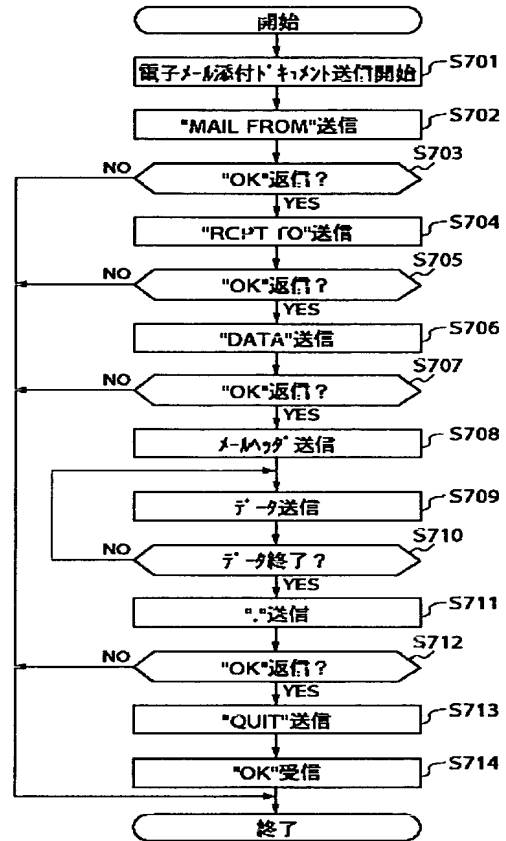 開始
電子メール添付ドキュメント送信開始 S701
"MAIL FROM"送信 S702
"OK"返信? S703
NO
YES
"RCPT TO"送信 S704
"OK"返信? S705
NO
YES
"DATA"送信 S706
"OK"返信? S707
NO
YES
メールヘッダ送信 S708
データ送信 S709
データ終了? S710
NO
YES
"."送信 S711
"OK"返信? S712
NO
YES
"QUIT"送信 S713
"OK"受信 S714
終了